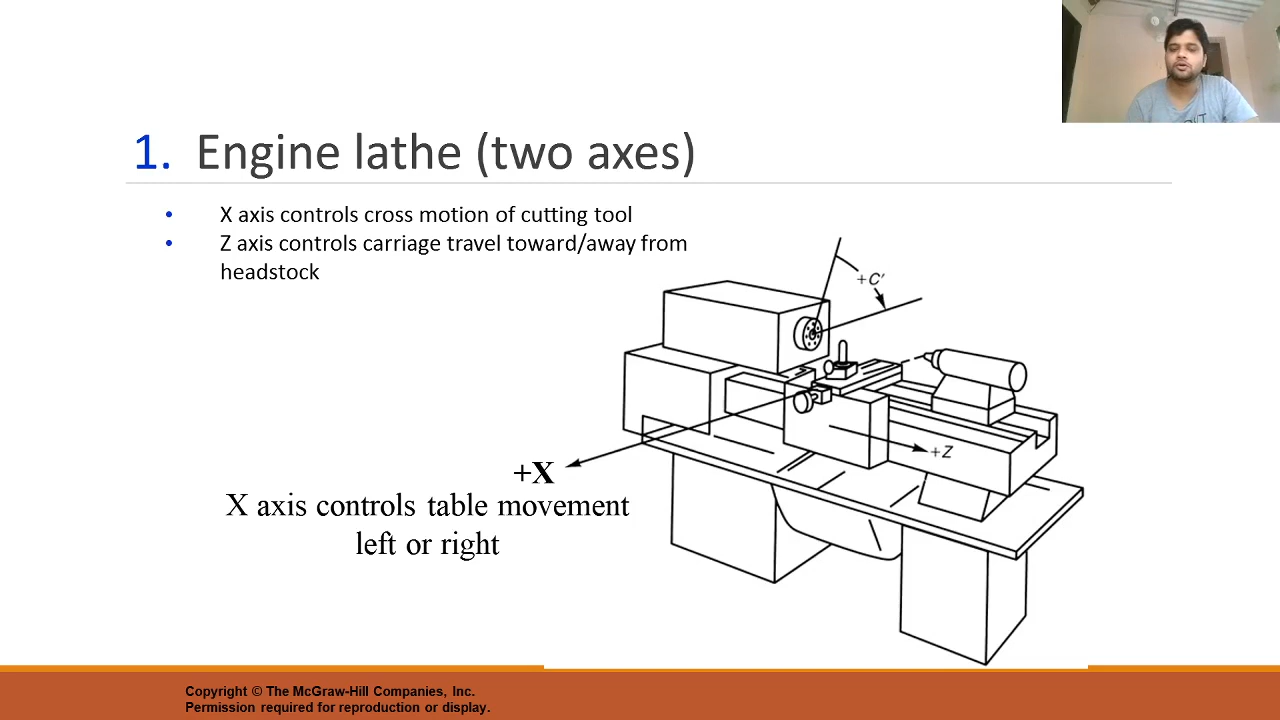 1. Engine lathe (two axes)
• X axis controls cross motion of cutting tool
• Z axis controls carriage travel toward/away from
headstock
+C'
+Z
+X
X axis controls table movement
left or right
Copyright © The McGraw-Hill Companies, Inc.
Permission required for reproduction or display.